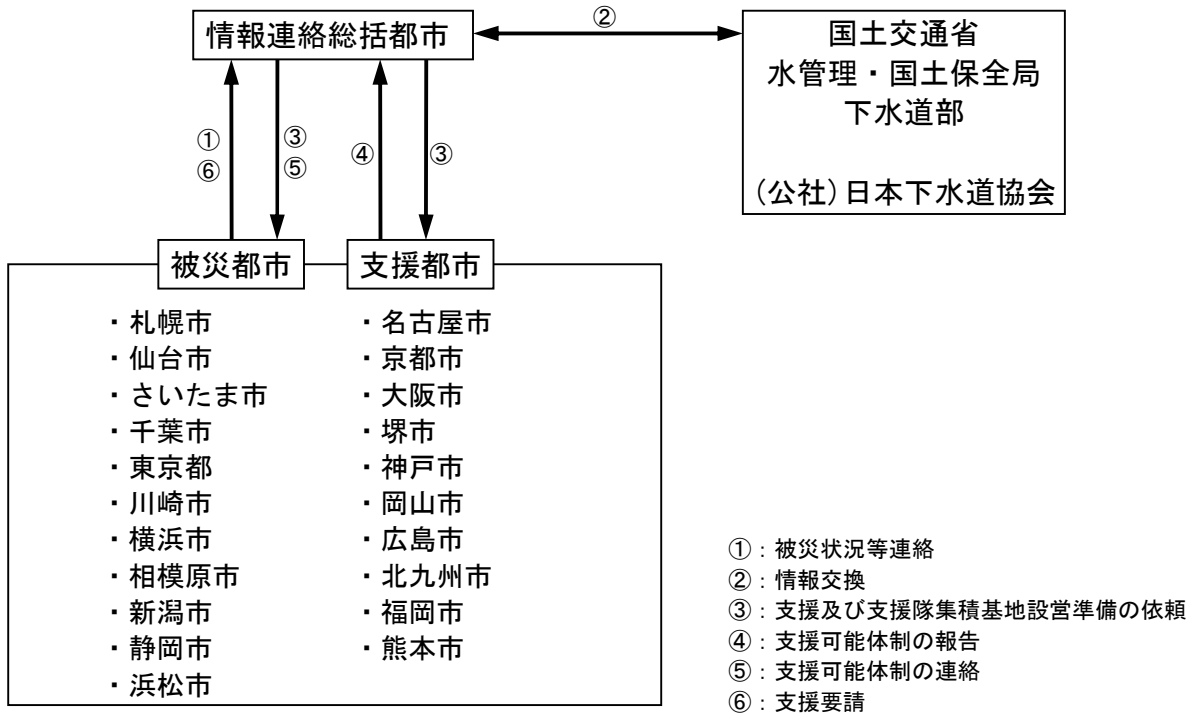 情報連絡総括都市
②
国土交通省
水管理・国土保全局
下水道部
(公社)日本下水道協会
①
⑥
③
⑤
④
③
被災都市
支援都市
・札幌市
・仙台市
・さいたま市
・千葉市
・東京都
・川崎市
・横浜市
・相模原市
・新潟市
・静岡市
・浜松市
・名古屋市
・京都市
・大阪市
・堺市
・神戸市
・岡山市
・広島市
・北九州市
・福岡市
・熊本市
①：被災状況等連絡
②：情報交換
③：支援及び支援隊集積基地設営準備の依頼
④：支援可能体制の報告
⑤：支援可能体制の連絡
⑥：支援要請